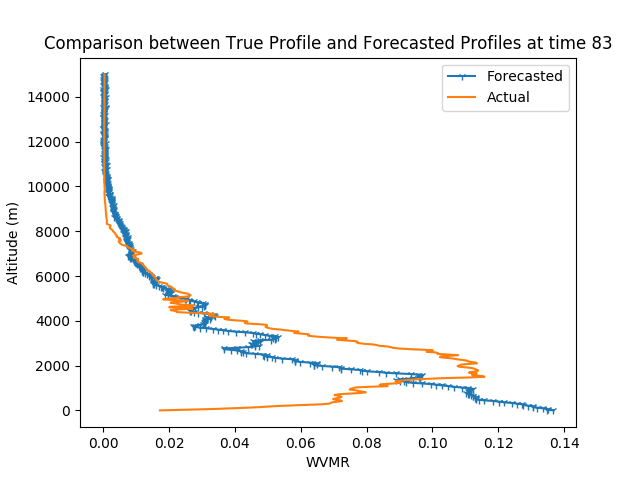 Comparison between True Profile and Forecasted Profiles at time 83
Forecasted
Actual
14000
12000
10000
8000
6000
4000
2000
0
Altitude (m)
0.00 0.02 0.04 0.06 0.08 0.10 0.12 0.14
WVMR